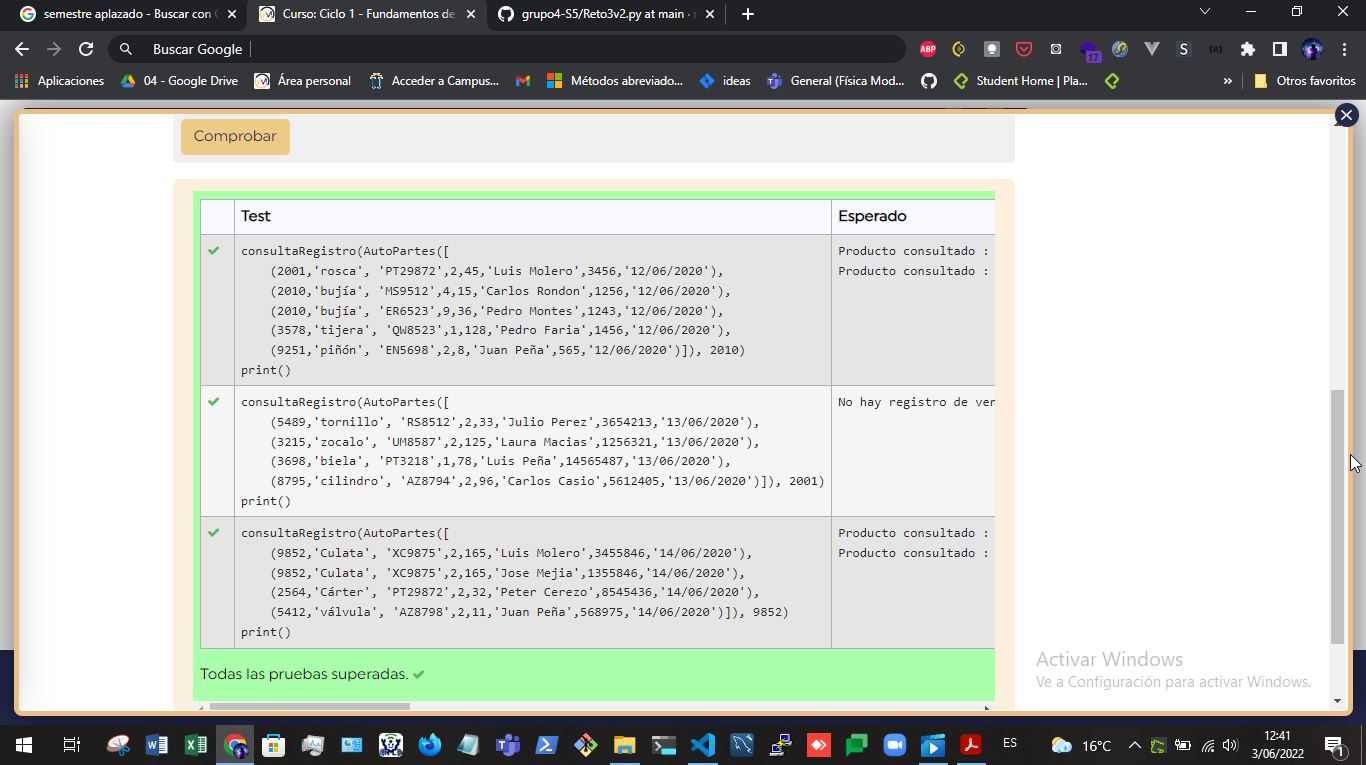 semestre aplazado - Buscar con
Curso: Ciclo 1 - Fundamentos de
grupo4-S5/Reto3v2.py at main ·
Buscar Google
ABP
17
S
Aplicaciones
04 - Google Drive
Área personal
Acceder a Campus...
Métodos abreviado...
ideas
General (Física Mod...
Student Home | Pla...
»
Otros favoritos
Comprobar
Test
Esperado
consultaRegistro(AutoPartes([
(2001,'rosca', 'PT29872',2,45,'Luis Molero',3456,'12/06/2020'),
(2010,'bujía', 'MS9512',4,15,'Carlos Rondon',1256,'12/06/2020'),
(2010,'bujía', 'ER6523',9,36,'Pedro Montes',1243,'12/06/2020'),
(3578,'tijera', 'QW8523',1,128,'Pedro Faria',1456,'12/06/2020'),
(9251,'piñón', 'EN5698',2,8,'Juan Peña',565,'12/06/2020')]), 2010)
print()
Producto consultado :
Producto consultado :
consultaRegistro(AutoPartes([
(5489,'tornillo', 'RS8512',2,33,'Julio Perez',3654213,'13/06/2020'),
(3215,'zocalo', 'UM8587',2,125,'Laura Macias',1256321,'13/06/2020'),
(3698,'biela', 'PT3218',1,78,'Luis Peña',14565487,'13/06/2020'),
(8795,'cilindro', 'AZ8794',2,96,'Carlos Casio',5612405,'13/06/2020')]), 2001)
print()
No hay registro de ven
consultaRegistro(AutoPartes([
(9852,'Culata', 'XC9875',2,165,'Luis Molero',3455846,'14/06/2020'),
(9852,'Culata', 'XC9875',2,165,'Jose Mejia',1355846,'14/06/2020'),
(2564,'Cárter', 'PT29872',2,32,'Peter Cerezo',8545436,'14/06/2020'),
(5412,'válvula', 'AZ8798',2,11,'Juan Peña',568975,'14/06/2020')]), 9852)
print()
Producto consultado :
Producto consultado :
Todas las pruebas superadas.
Activar Windows
Ve a Configuración para activar Windows.
16°C
ES
12:41
3/06/2022
1